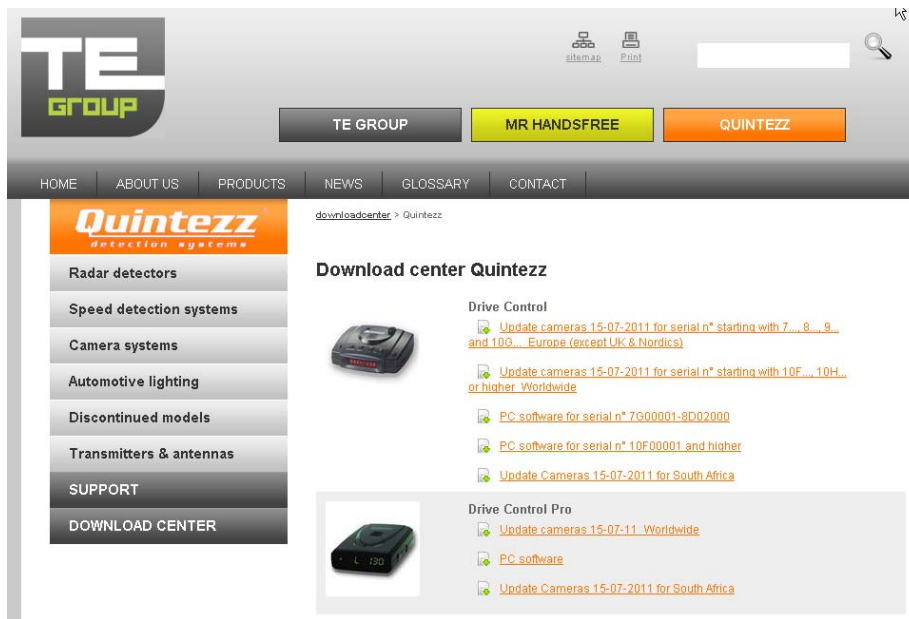 TE
GROUP
sitemap
Print
TE GROUP
MR HANDSFREE
QUINTEZZ
HOME
ABOUT US
PRODUCTS
NEWS
GLOSSARY
CONTACT
Quintezz
detection systems
Radar detectors
Speed detection systems
Camera systems
Automotive lighting
Discontinued models
Transmitters & antennas
SUPPORT
DOWNLOAD CENTER
downloadcenter > Quintezz
Download center Quintezz
Drive Control
Update cameras 15-07-2011 for serial n° starting with 7..., 8..., 9...
and 10G... Europe (except UK & Nordics)
Update cameras 15-07-2011 for serial n° starting with 10F..., 10H...
or higher Worldwide
PC software for serial n° 7G00001-8D02000
PC software for serial n° 10F00001 and higher
Update Cameras 15-07-2011 for South Africa
Drive Control Pro
L 130
Update cameras 15-07-11 Worldwide
PC software
Update Cameras 15-07-2011 for South Africa